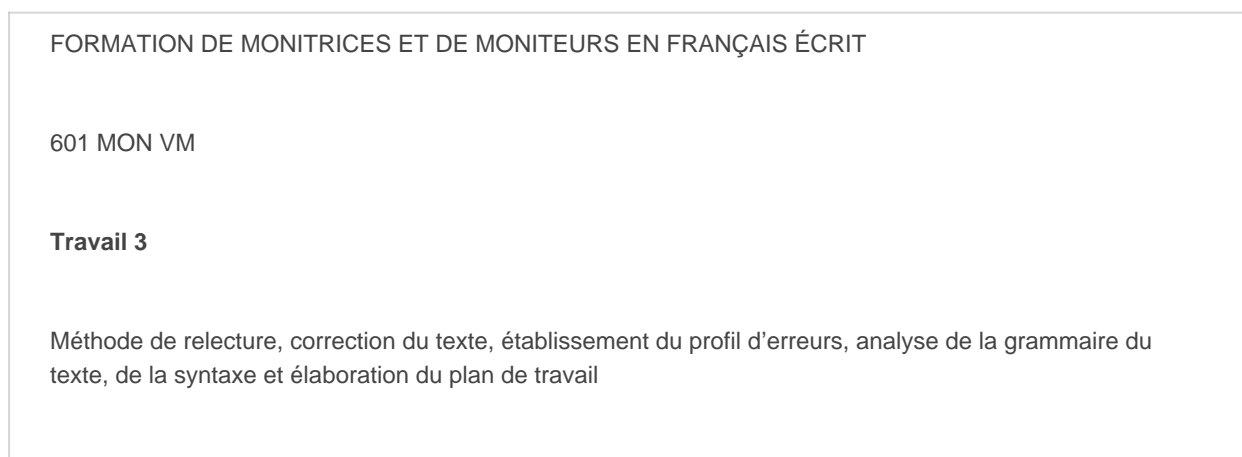 FORMATION DE MONITRICES ET DE MONITEURS EN FRANÇAIS ÉCRIT
601 MON VM
Travail 3
Méthode de relecture, correction du texte, établissement du profil d'erreurs, analyse de la grammaire du
texte, de la syntaxe et élaboration du plan de travail